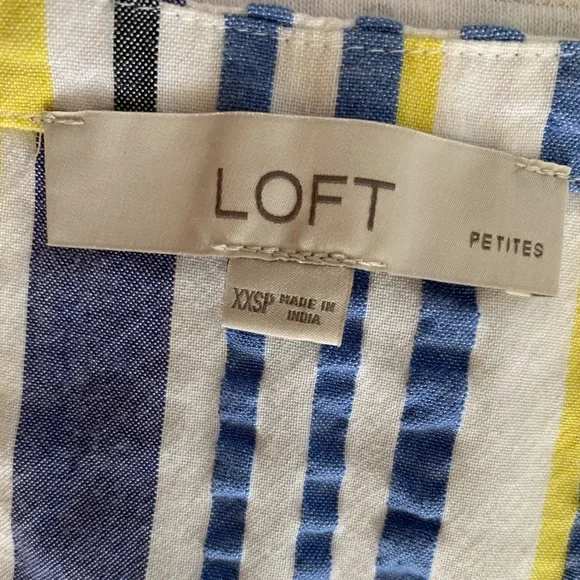 LOFT
PETITES
XXSP MADE IN
INDIA